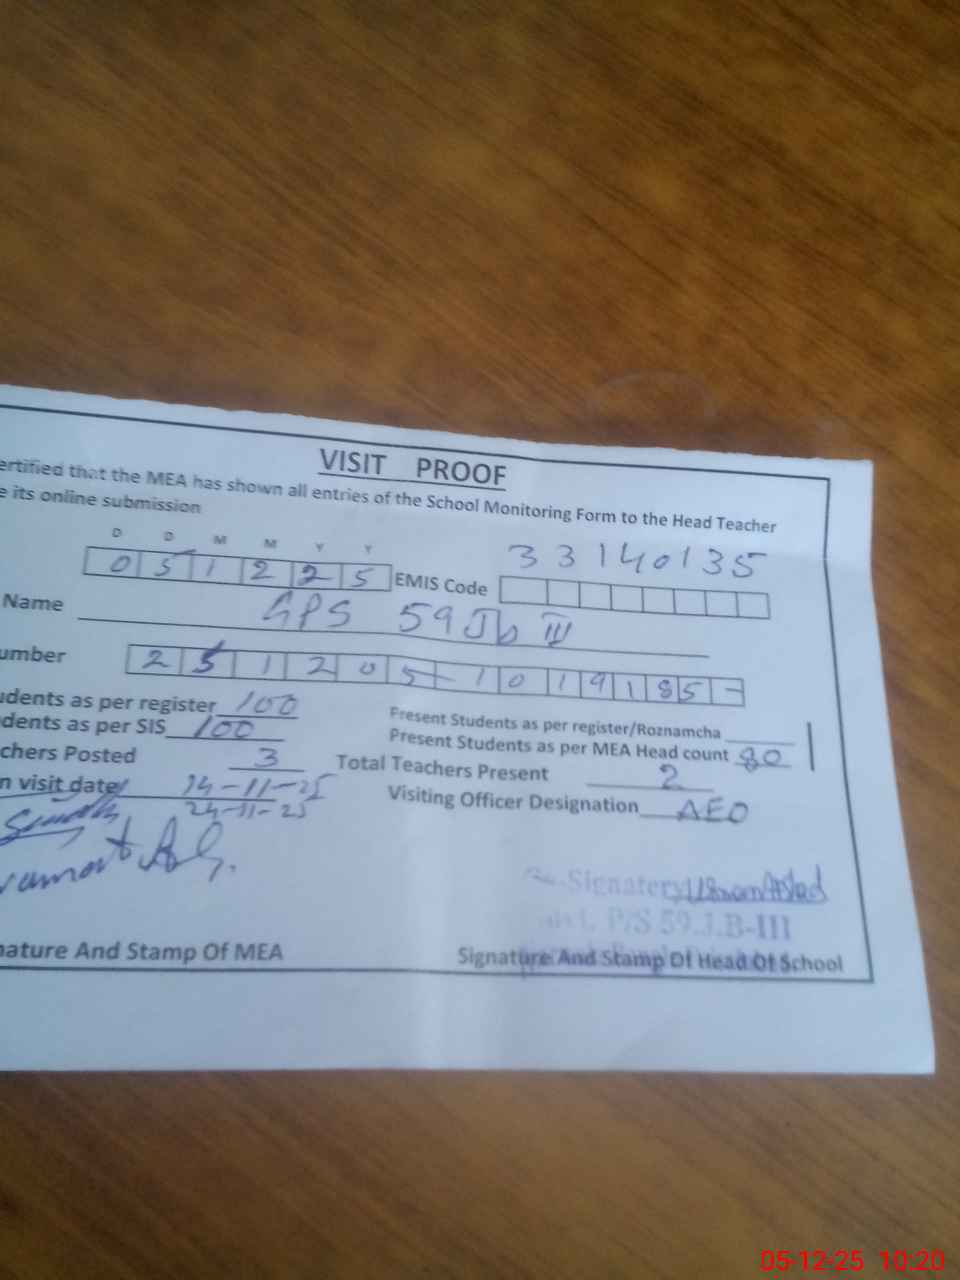 VISIT PROOF
ertified that the MEA has shown all entries of the School Monitoring Form to the Head Teacher
e its online submission
D D M M Y Y
0 5 1 2 2 5 EMIS Code 33140135
Name GPS 59 Jb III
umber 2 5 1 2 0 5 - 1 0 1 9 1 8 5 -
udents as per register 100 Present Students as per register/Roznamcha
dents as per SIS 100 Present Students as per MEA Head count 80
chers Posted 3 Total Teachers Present 2
n visit date 24-11-25 Visiting Officer Designation AEO
24-11-25
Signatery
P/S 59.J.B-III
nature And Stamp Of MEA Signature And Stamp Of Head Of School
05-12-25 10:20